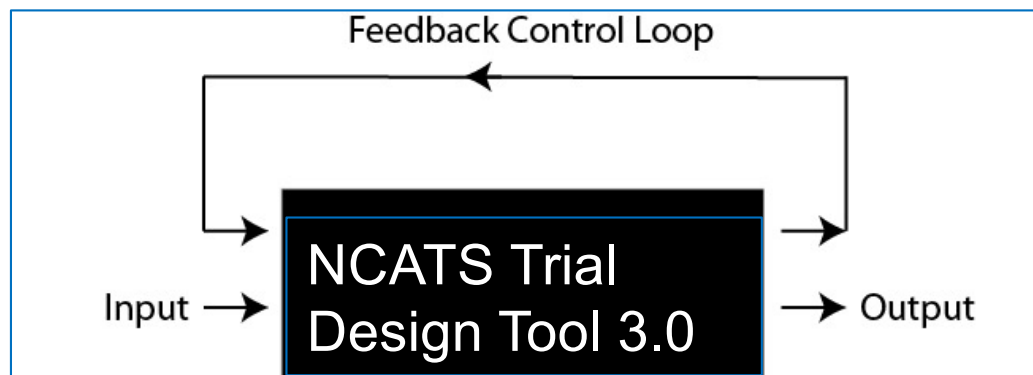 Feedback Control Loop
NCATS Trial
Input
Design Tool 3.0
Output